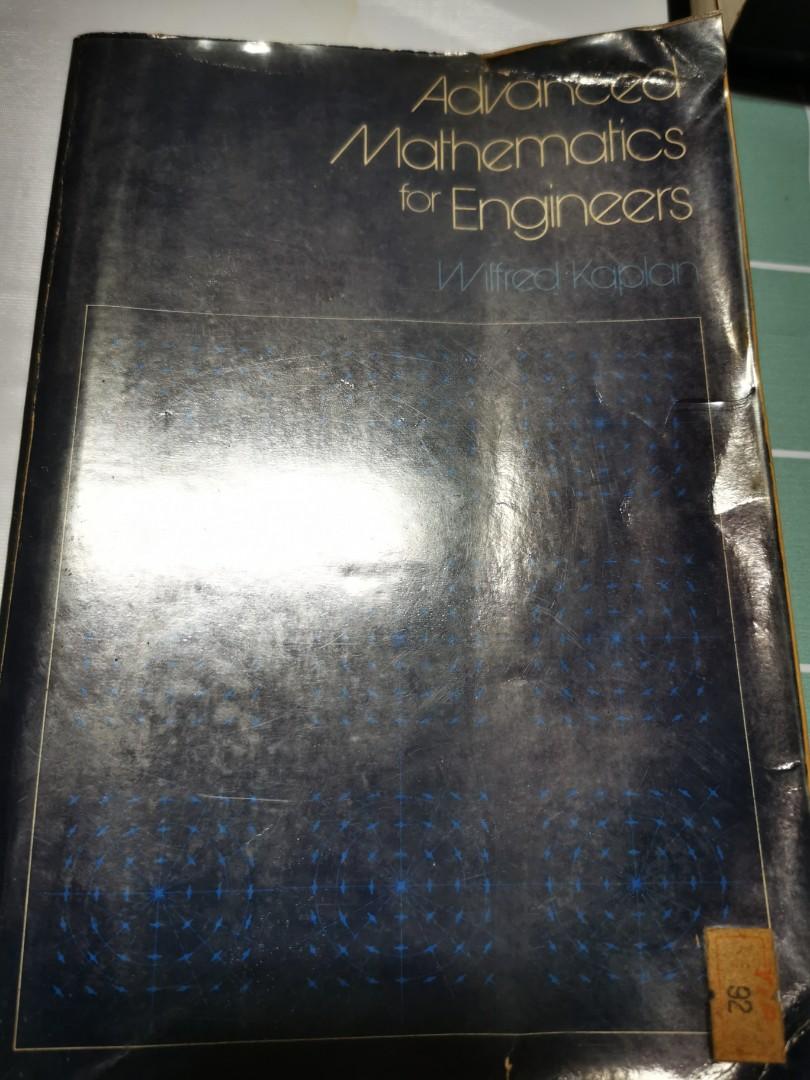 Advanced
Mathematics
for Engineers
Wilfred Kaplan
92